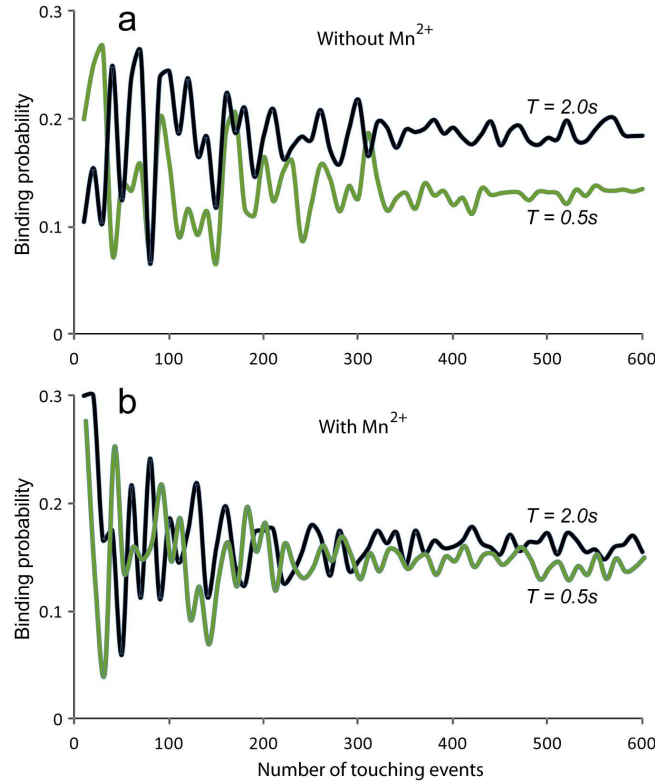 a
Without Mn²⁺
0.3
0.2
0.1
0
Binding probability
T = 2.0s
T = 0.5s
0 100 200 300 400 500 600
b
With Mn²⁺
0.3
0.2
0.1
0
Binding probability
T = 2.0s
T = 0.5s
0 100 200 300 400 500 600
Number of touching events